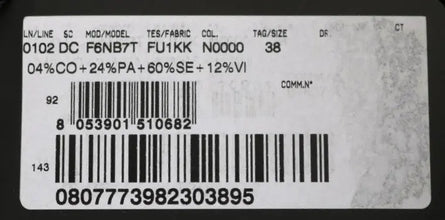 LN/LINE SC MOD/MODEL TES/FABRIC COL. TAG/SIZE DR. CT
0102 DC F6NB7T FU1KK N0000 38
04%CO+24%PA+60%SE+12%VI
COMM.N°
92
8 053901 510682
143
0807773982303895